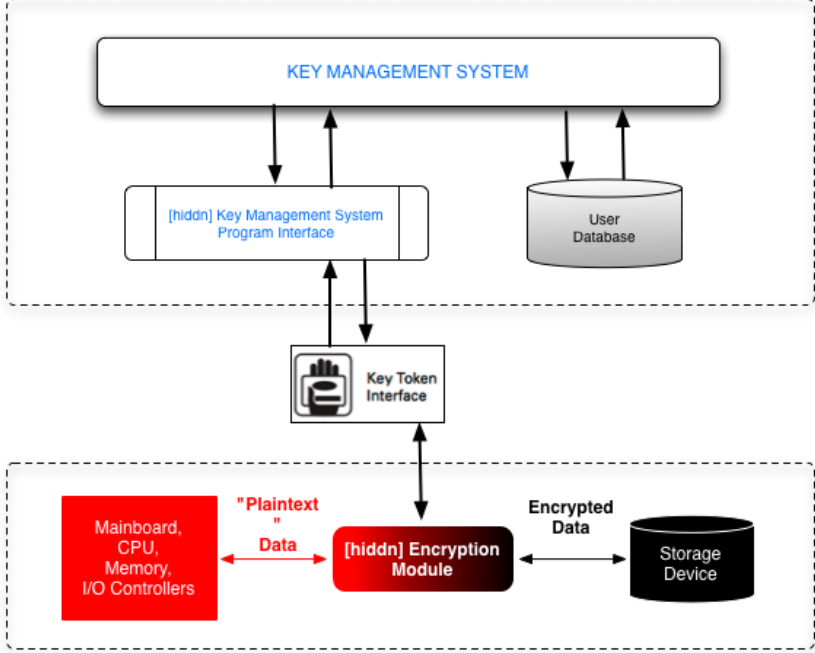 KEY MANAGEMENT SYSTEM
[hiddn] Key Management System
Program Interface
User
Database
Key Token
Interface
"Plaintext
"
Data
Encrypted
Data
Mainboard,
CPU,
Memory,
I/O Controllers
[hiddn] Encryption
Module
Storage
Device